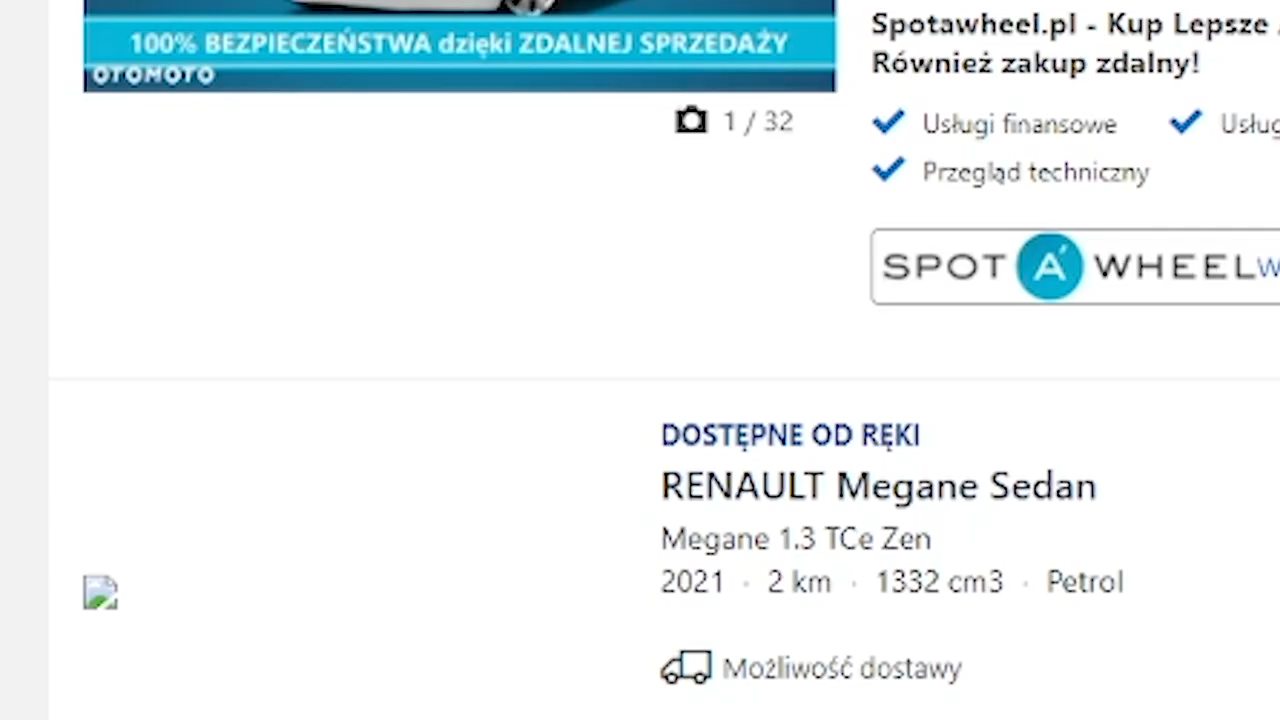 100% BEZPIECZEŃSTWA dzięki ZDALNEJ SPRZEDAŻY
OTOMOTO
1 / 32
Spotawheel.pl - Kup Lepsze
Również zakup zdalny!
Usługi finansowe
Przegląd techniczny
SPOT A WHEEL
DOSTĘPNE OD RĘKI
RENAULT Megane Sedan
Megane 1.3 TCe Zen
2021 · 2 km · 1332 cm3 · Petrol
Możliwość dostawy